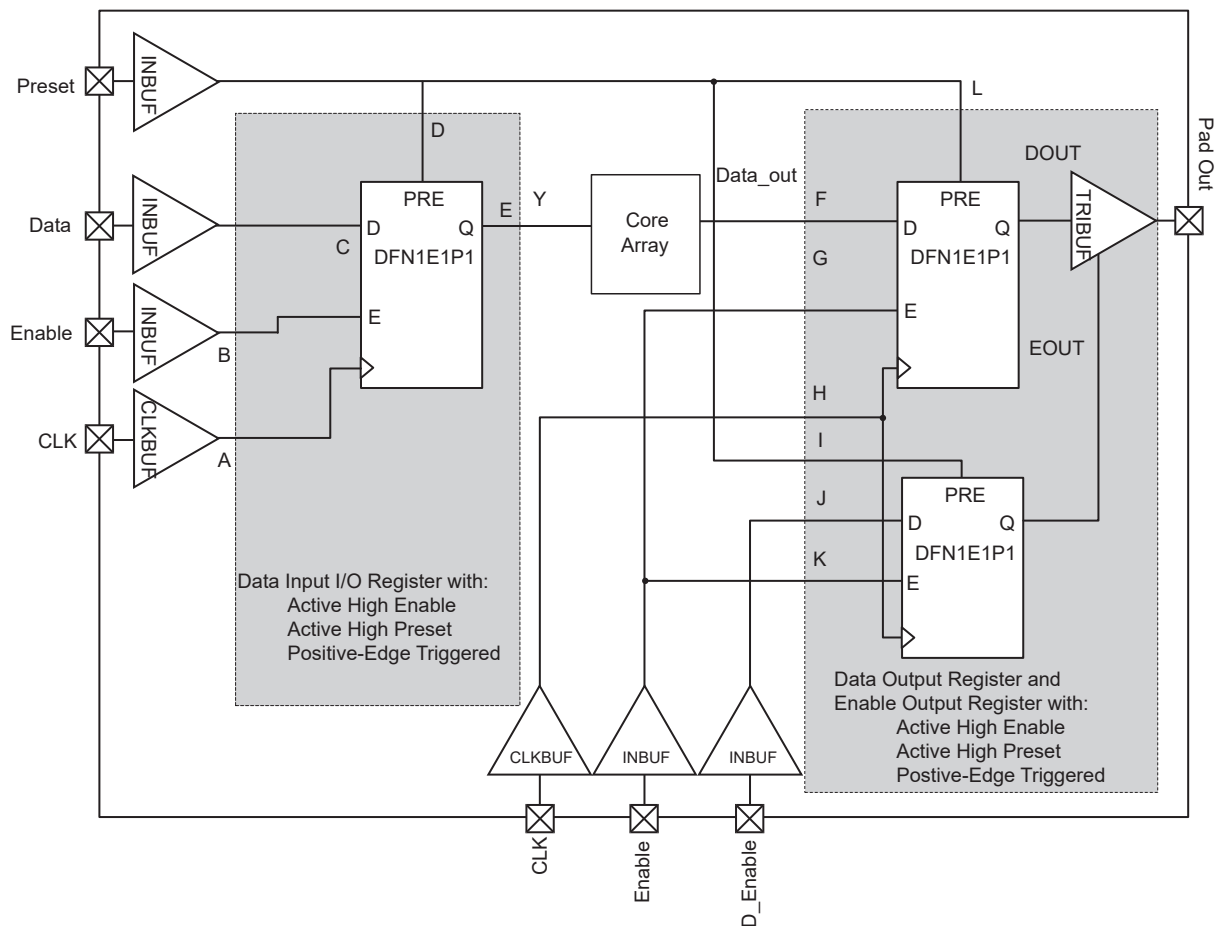 Preset
INBUF
L
D
Pad Out
DOUT
Data
INBUF
PRE
D
Q
C
DFN1E1P1
E
Y
Core
Array
Data_out
F
G
PRE
D
Q
DFN1E1P1
E
TRIBUF
EOUT
Enable
INBUF
B
E
CLK
CLKBUF
A
H
I
J
K
PRE
D
Q
DFN1E1P1
E
Data Input I/O Register with:
Active High Enable
Active High Preset
Positive-Edge Triggered
Data Output Register and
Enable Output Register with:
Active High Enable
Active High Preset
Postive-Edge Triggered
CLKBUF
INBUF
INBUF
CLK
Enable
D_Enable